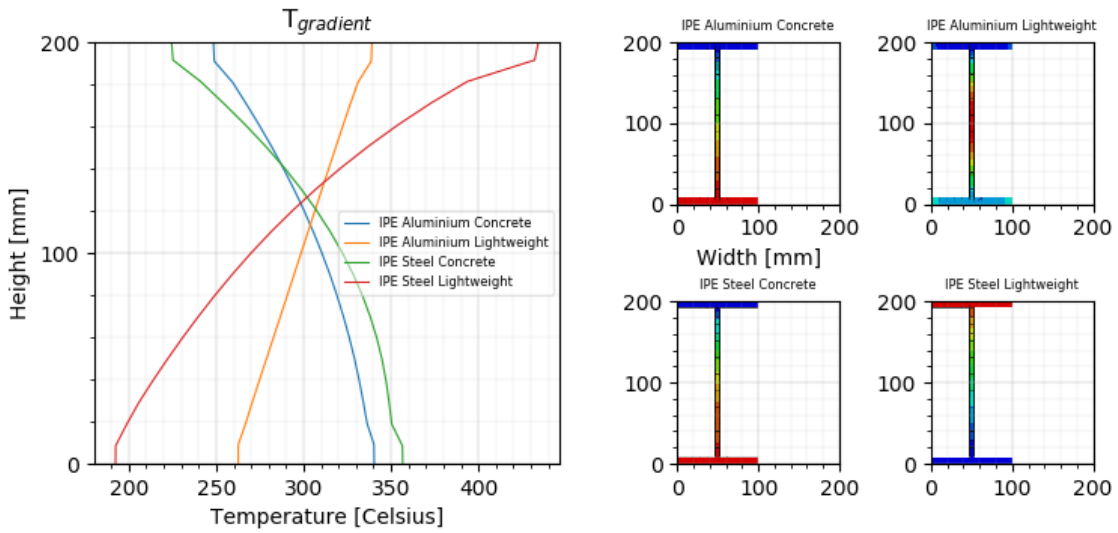 T_gradient
200
100
0
200
250
300
350
400
Height [mm]
Temperature [Celsius]
IPE Aluminium Concrete
IPE Aluminium Lightweight
IPE Steel Concrete
IPE Steel Lightweight
IPE Aluminium Concrete
200
100
0
0
100
200
Width [mm]
IPE Aluminium Lightweight
200
100
0
0
100
200
IPE Steel Concrete
200
100
0
0
100
200
IPE Steel Lightweight
200
100
0
0
100
200